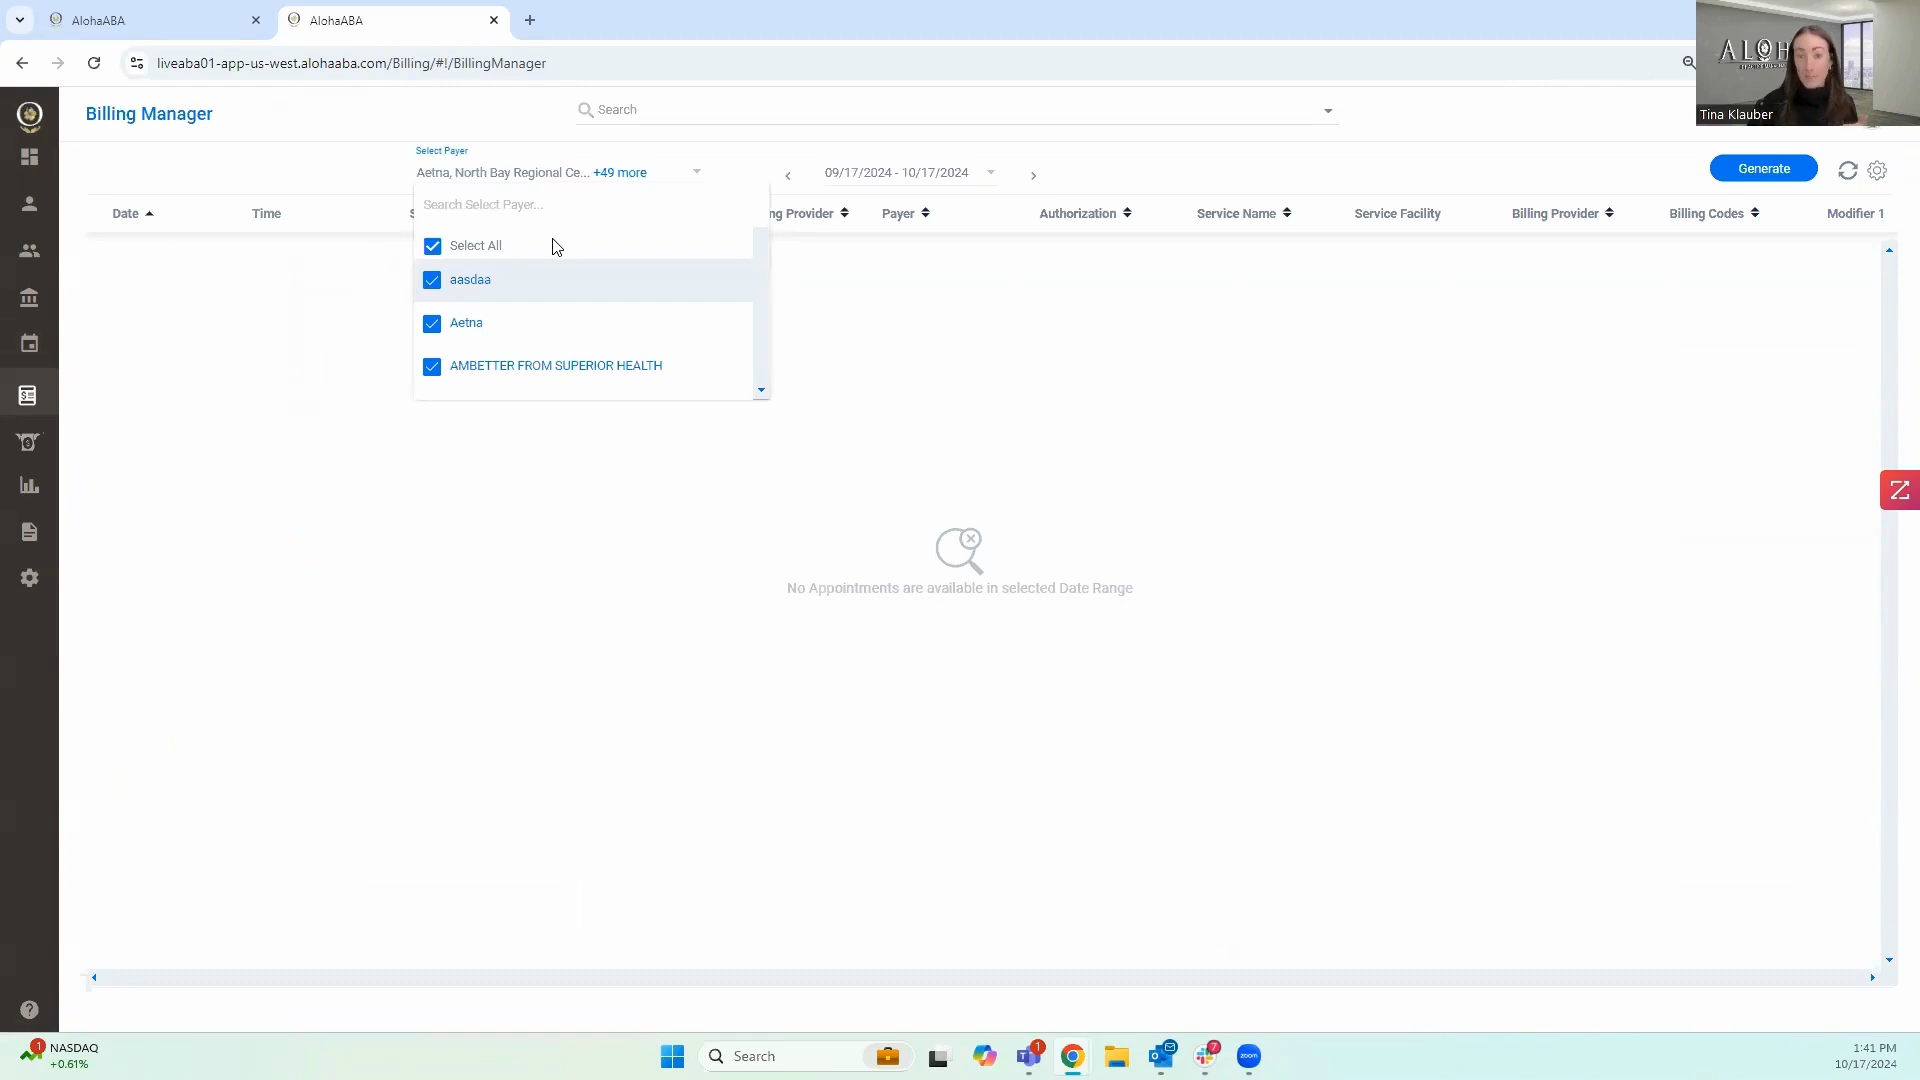 AlohaABA
AlohaABA
liveaba01-app-us-west.alohaaba.com/Billing/#!/BillingManager
Billing Manager
Search
Tina Klauber
Select Payer
Aetna, North Bay Regional Ce... +49 more
09/17/2024 - 10/17/2024
Generate
Search Select Payer...
Date
Time
S
ng Provider
Payer
Authorization
Service Name
Service Facility
Billing Provider
Billing Codes
Modifier 1
Select All
aasdaa
Aetna
AMBETTER FROM SUPERIOR HEALTH
No Appointments are available in selected Date Range
NASDAQ
+0.61%
1
Search
1
7
zoom
1:41 PM
10/17/2024